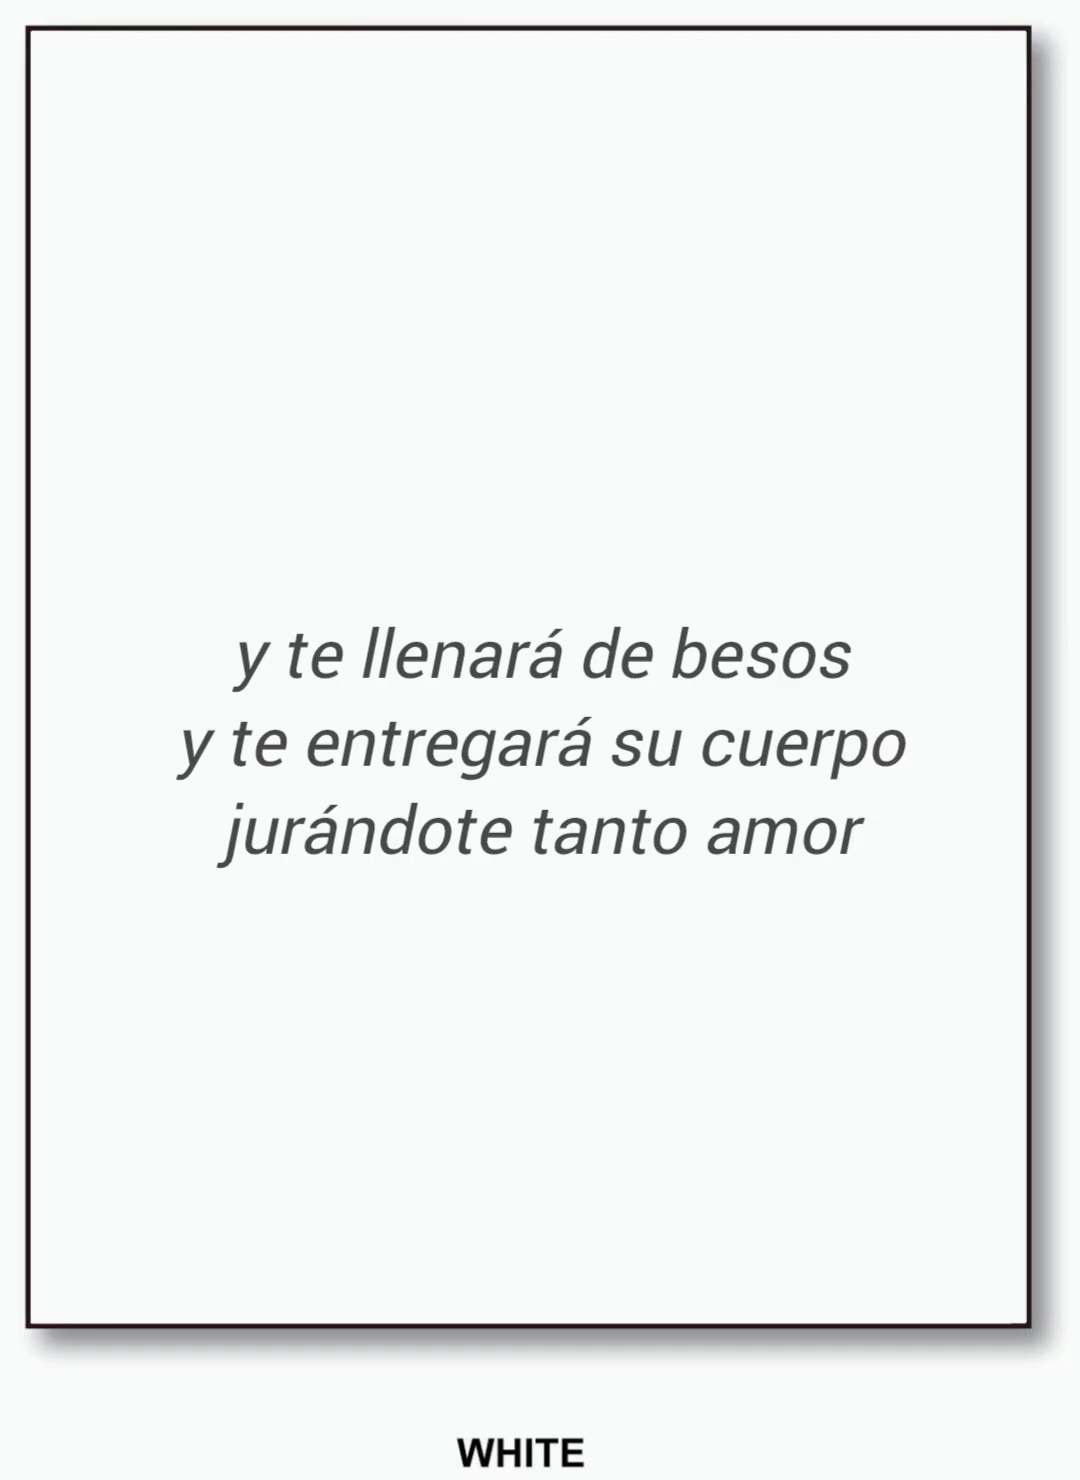 y te llenará de besos
y te entregará su cuerpo
jurándote tanto amor
WHITE